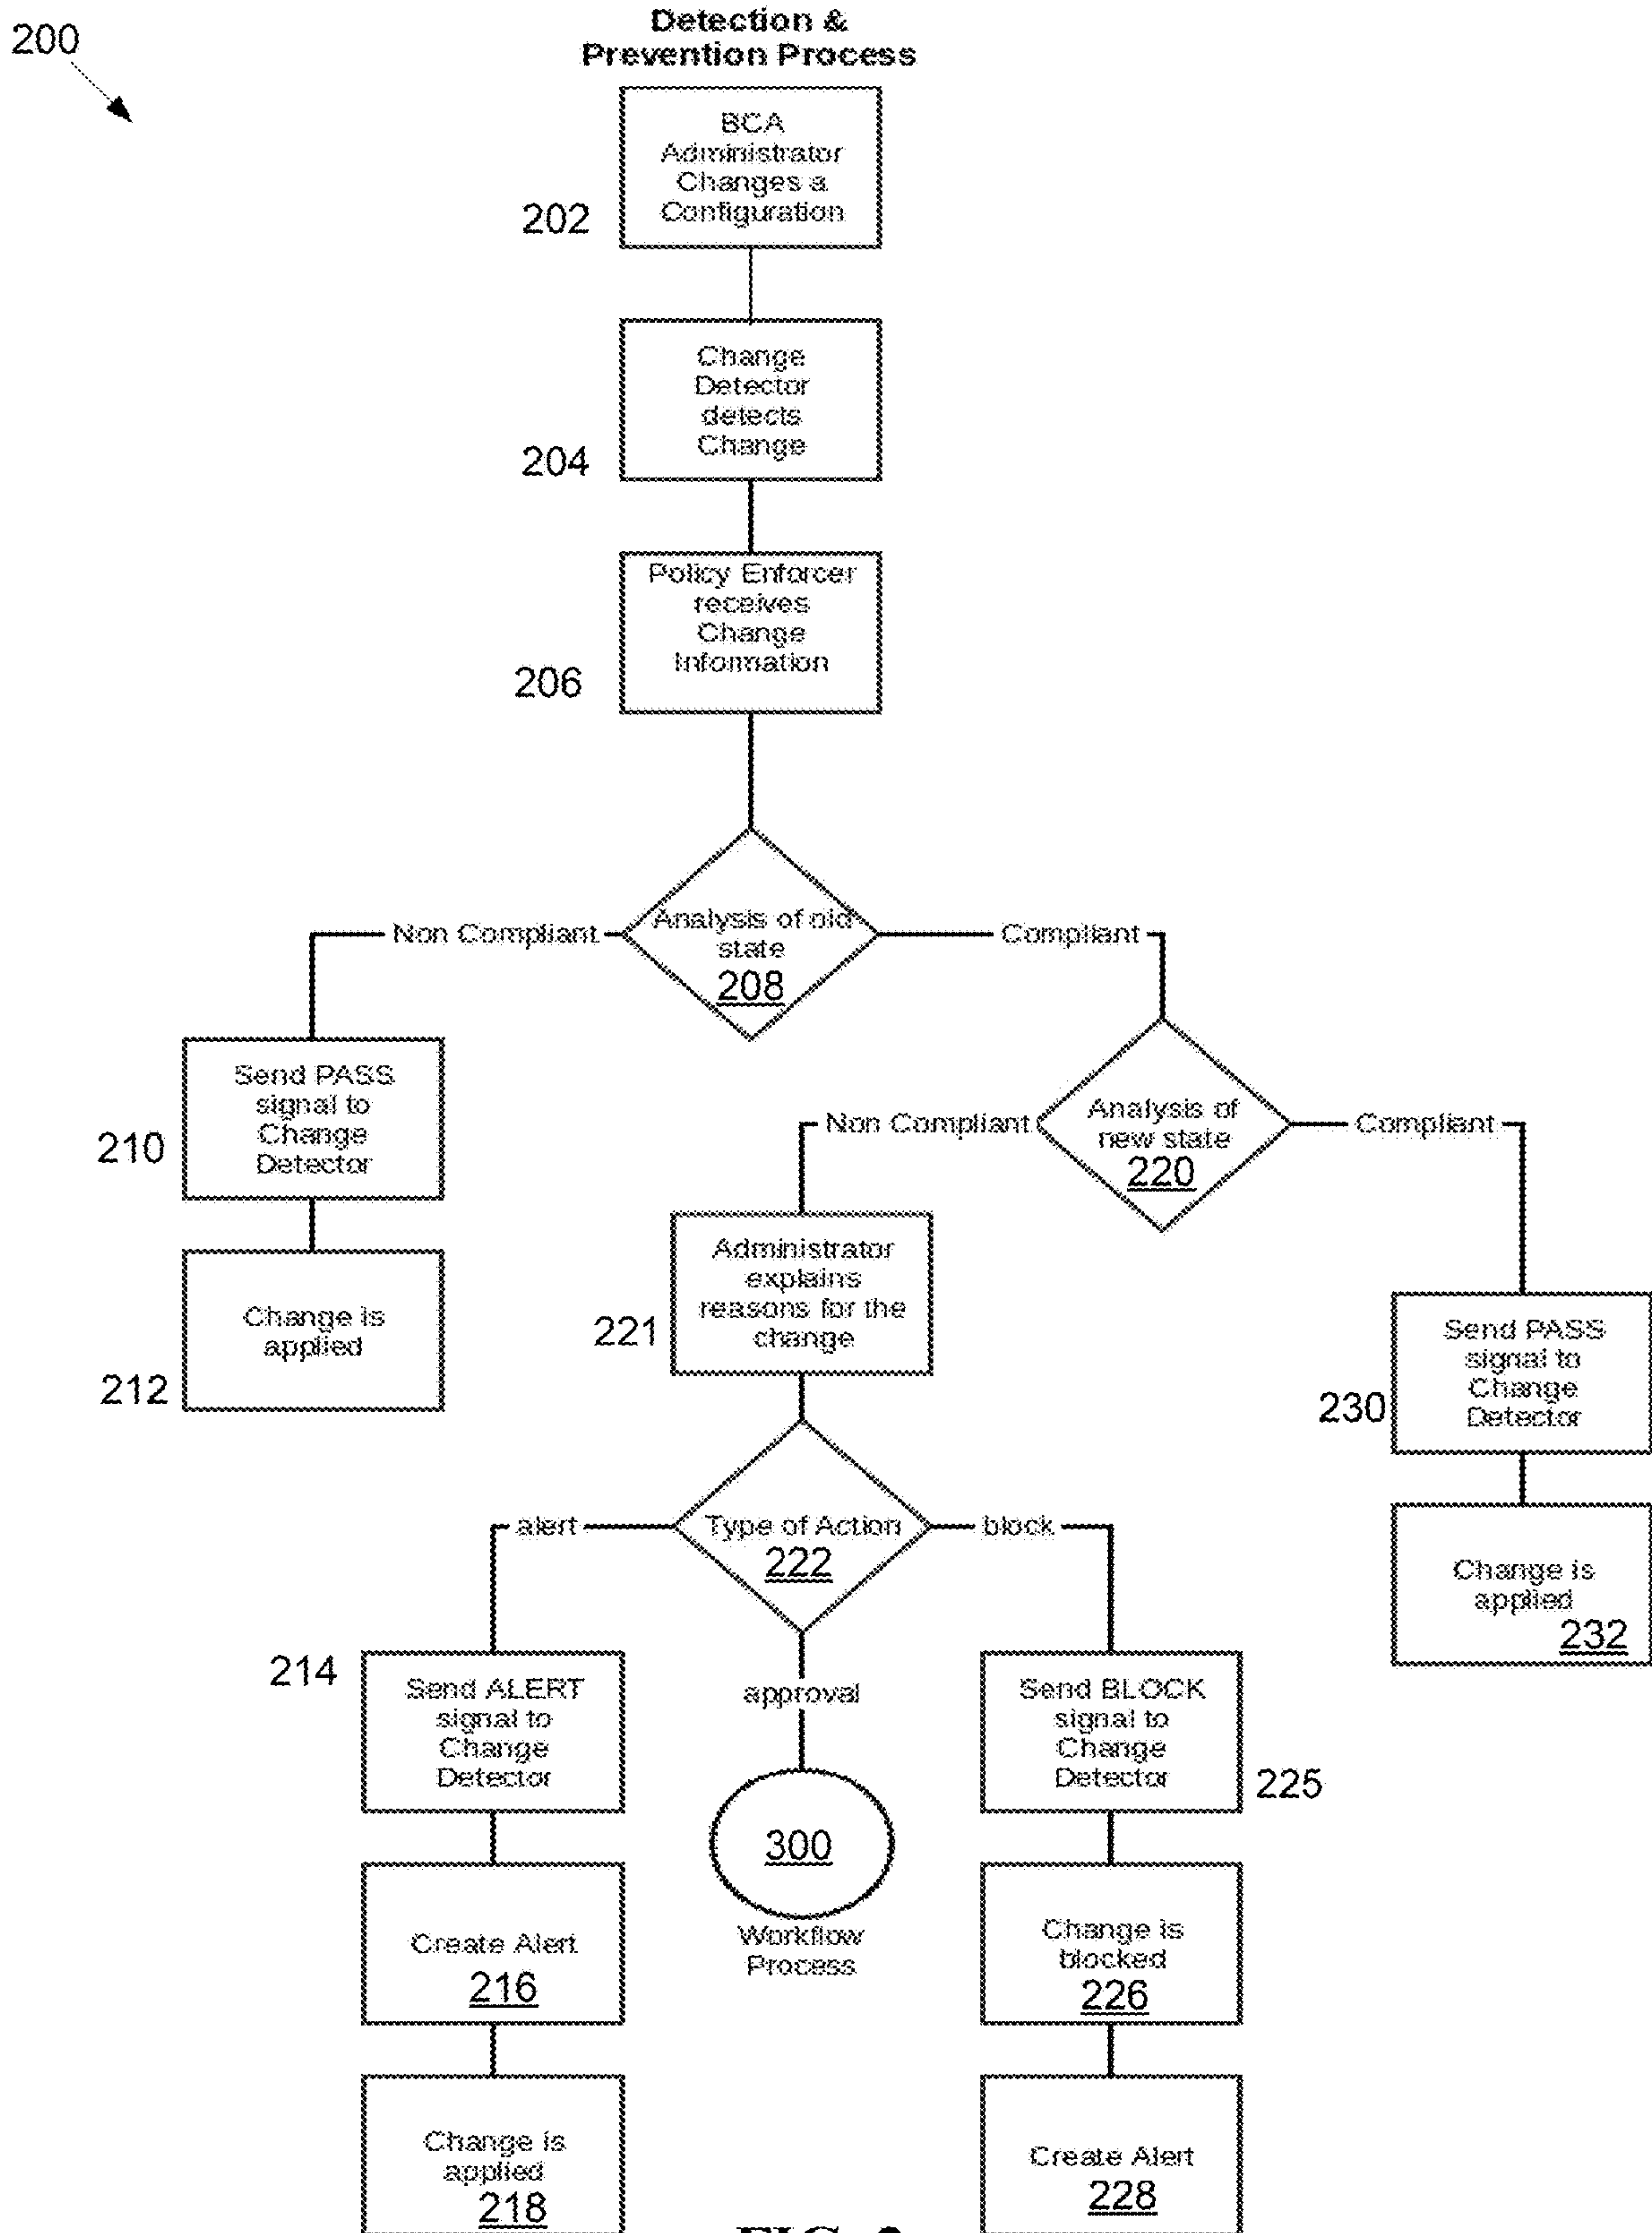 200
Detection &
Prevention Process
BCA
Administrator
Changes a
Configuration
202
Change
Detector
detects
Change
204
Policy Enforcer
receives
Change
Information
206
Non Compliant
Analysis of old
state
208
Compliant
Send PASS
signal to
Change
Detector
210
Non Compliant
Analysis of
new state
220
Compliant
Change is
applied
212
Administrator
explains
reasons for the
change
221
Send PASS
signal to
Change
Detector
230
alert
Type of Action
222
block
Change is
applied
232
214
Send ALERT
signal to
Change
Detector
approval
Send BLOCK
signal to
Change
Detector
225
300
Workflow
Process
Create Alert
216
Change is
blocked
226
Change is
applied
218
Create Alert
228